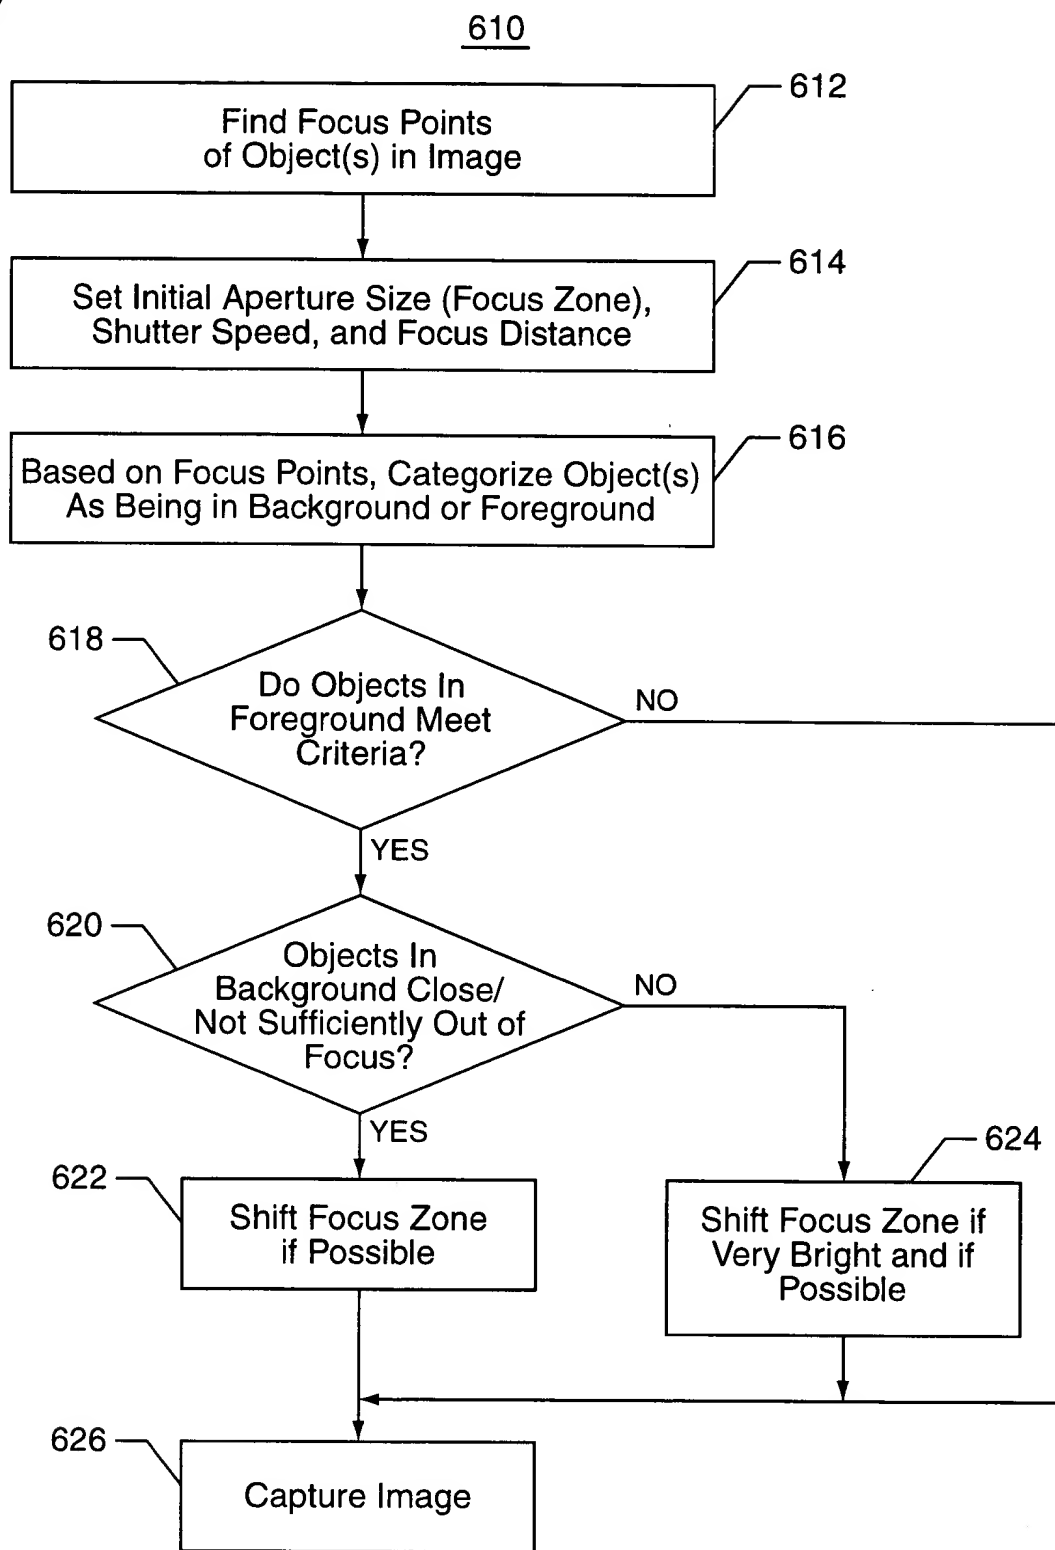 610
612
Find Focus Points
of Object(s) in Image
614
Set Initial Aperture Size (Focus Zone),
Shutter Speed, and Focus Distance
616
Based on Focus Points, Categorize Object(s)
As Being in Background or Foreground
618
Do Objects In
Foreground Meet
Criteria?
NO
YES
620
Objects In
Background Close/
Not Sufficiently Out of
Focus?
NO
YES
624
622
Shift Focus Zone
if Possible
Shift Focus Zone if
Very Bright and if
Possible
626
Capture Image